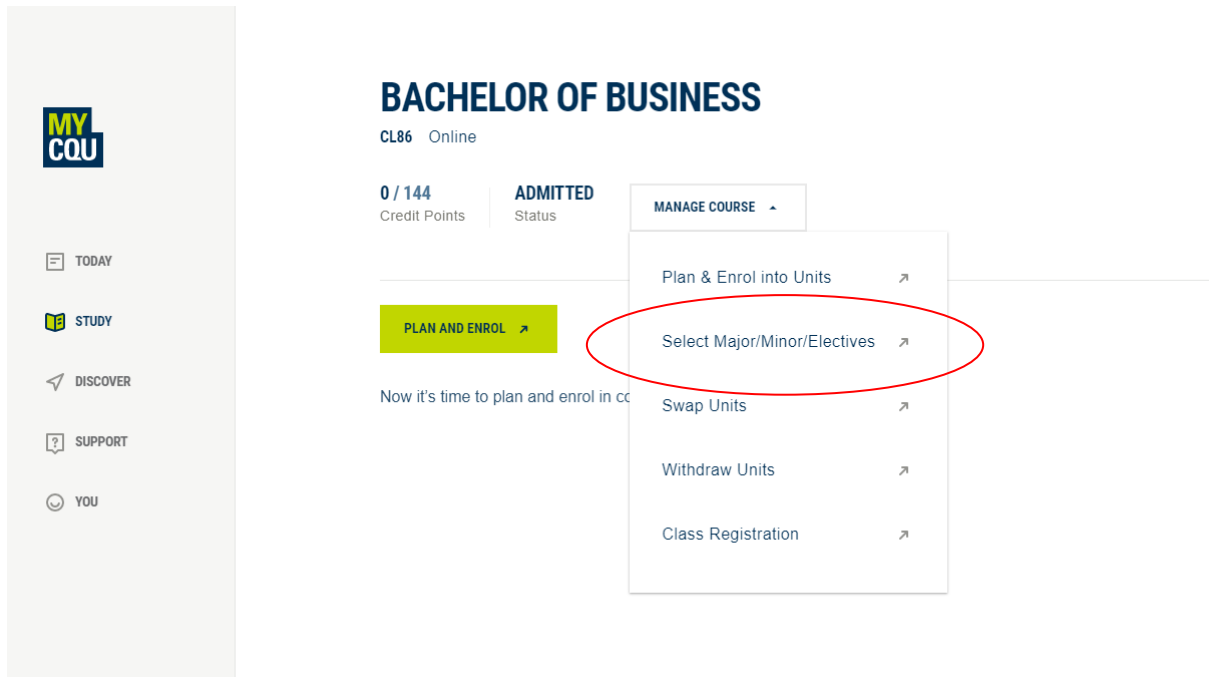 MY
CQU
TODAY
STUDY
DISCOVER
SUPPORT
YOU
BACHELOR OF BUSINESS
CL86 Online
0 / 144
Credit Points
ADMITTED
Status
MANAGE COURSE
Plan & Enrol into Units
Select Major/Minor/Electives
Swap Units
Withdraw Units
Class Registration
PLAN AND ENROL
Now it's time to plan and enrol in